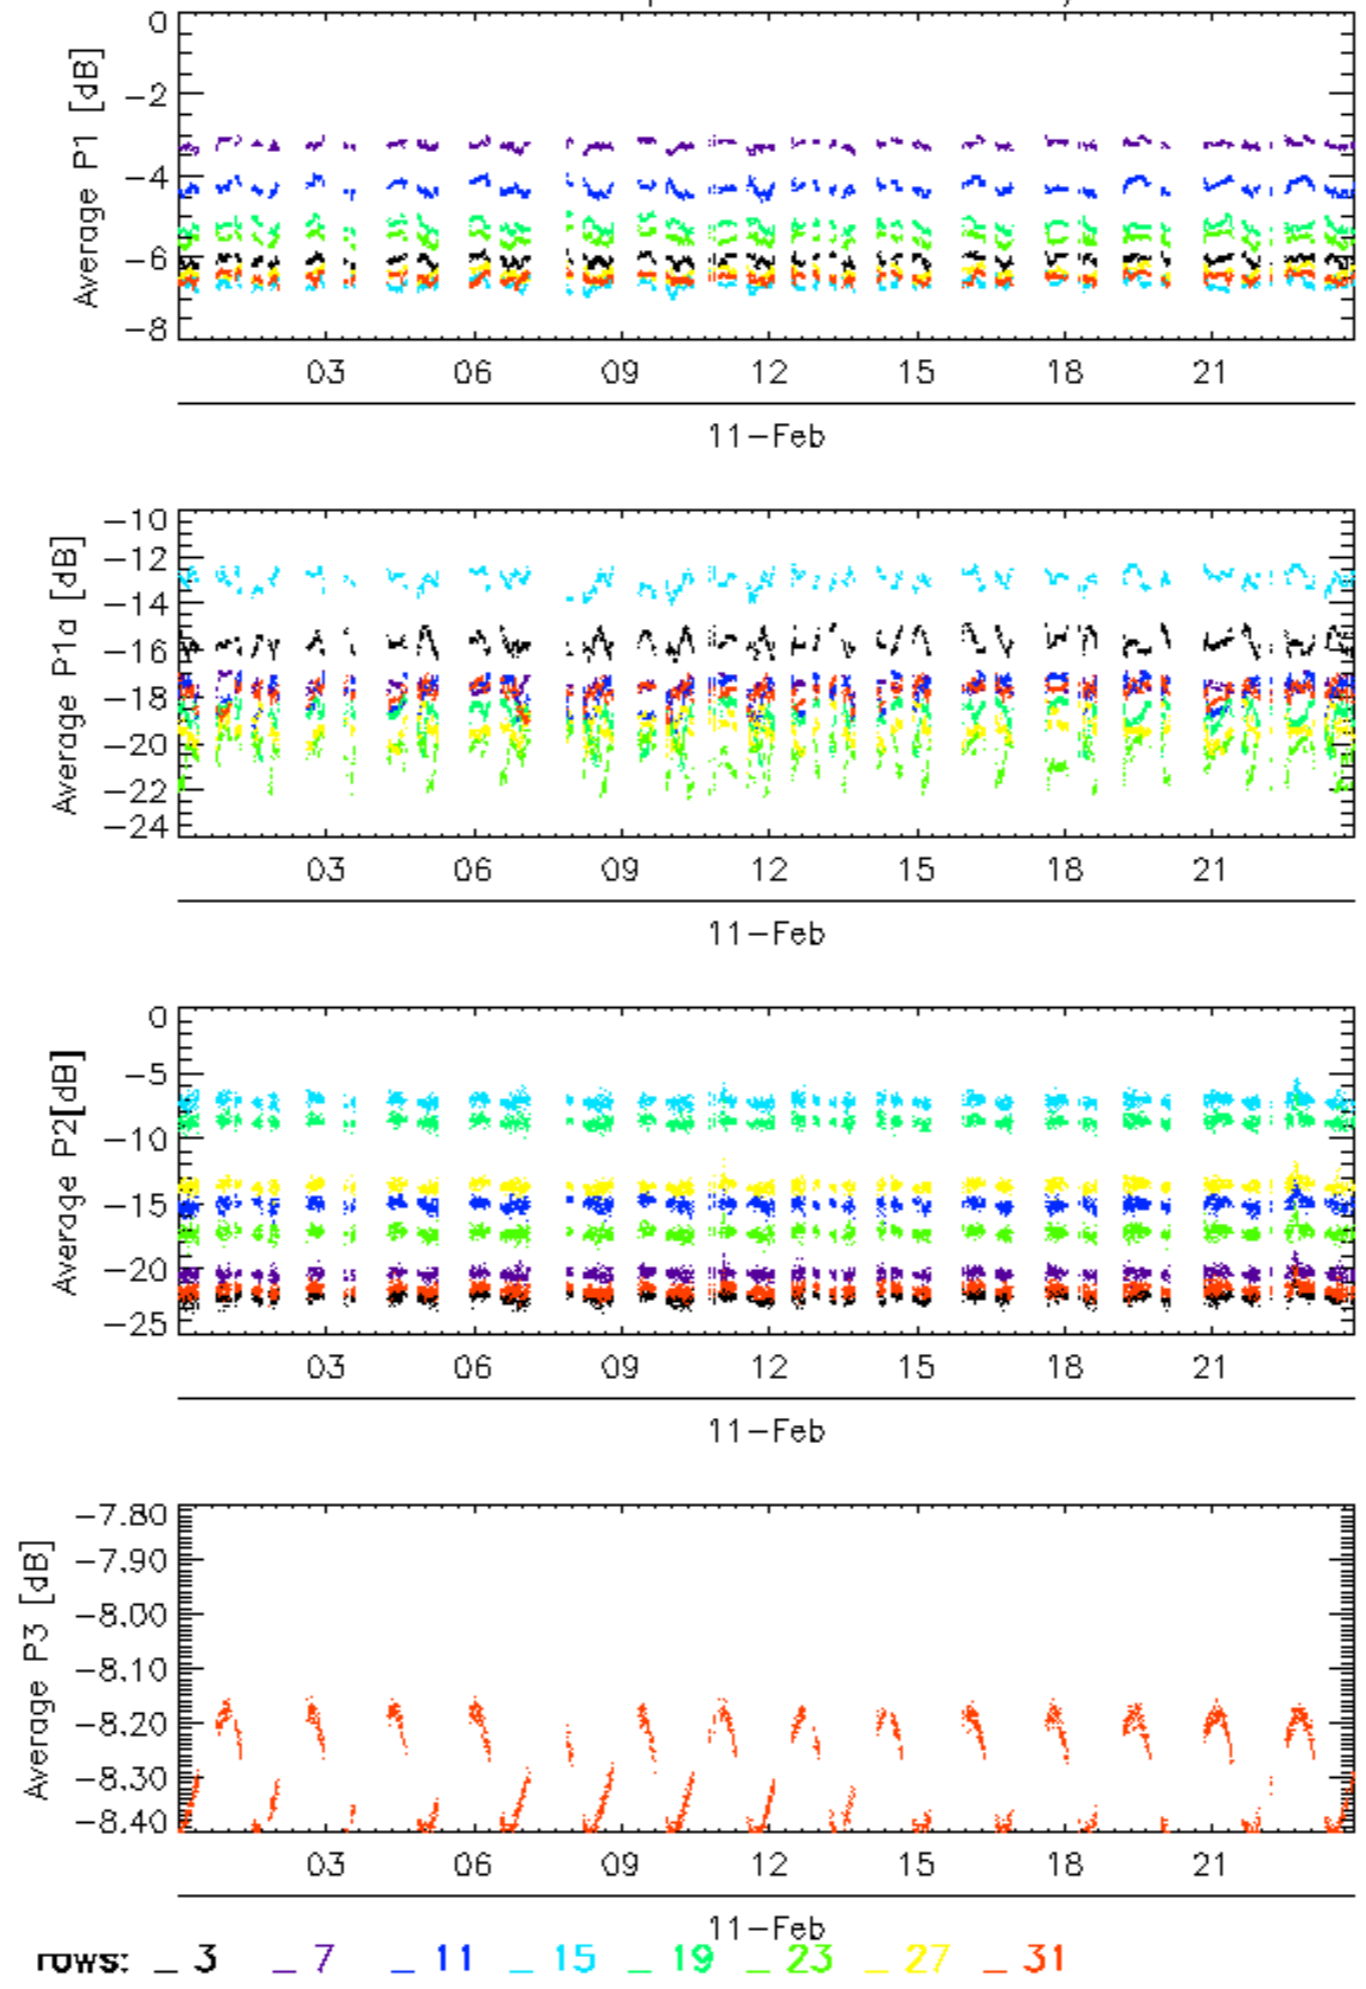 0
-2
-4
-6
-8
Average P1 [dB]
03 06 09 12 15 18 21
11-Feb
-10
-12
-14
-16
-18
-20
-22
-24
Average P1a [dB]
03 06 09 12 15 18 21
11-Feb
0
-5
-10
-15
-20
-25
Average P2[dB]
03 06 09 12 15 18 21
11-Feb
-7.80
-7.90
-8.00
-8.10
-8.20
-8.30
-8.40
Average P3 [dB]
03 06 09 12 15 18 21
11-Feb
rows: _ 3 _ 7 _ 11 _ 15 _ 19 _ 23 _ 27 _ 31